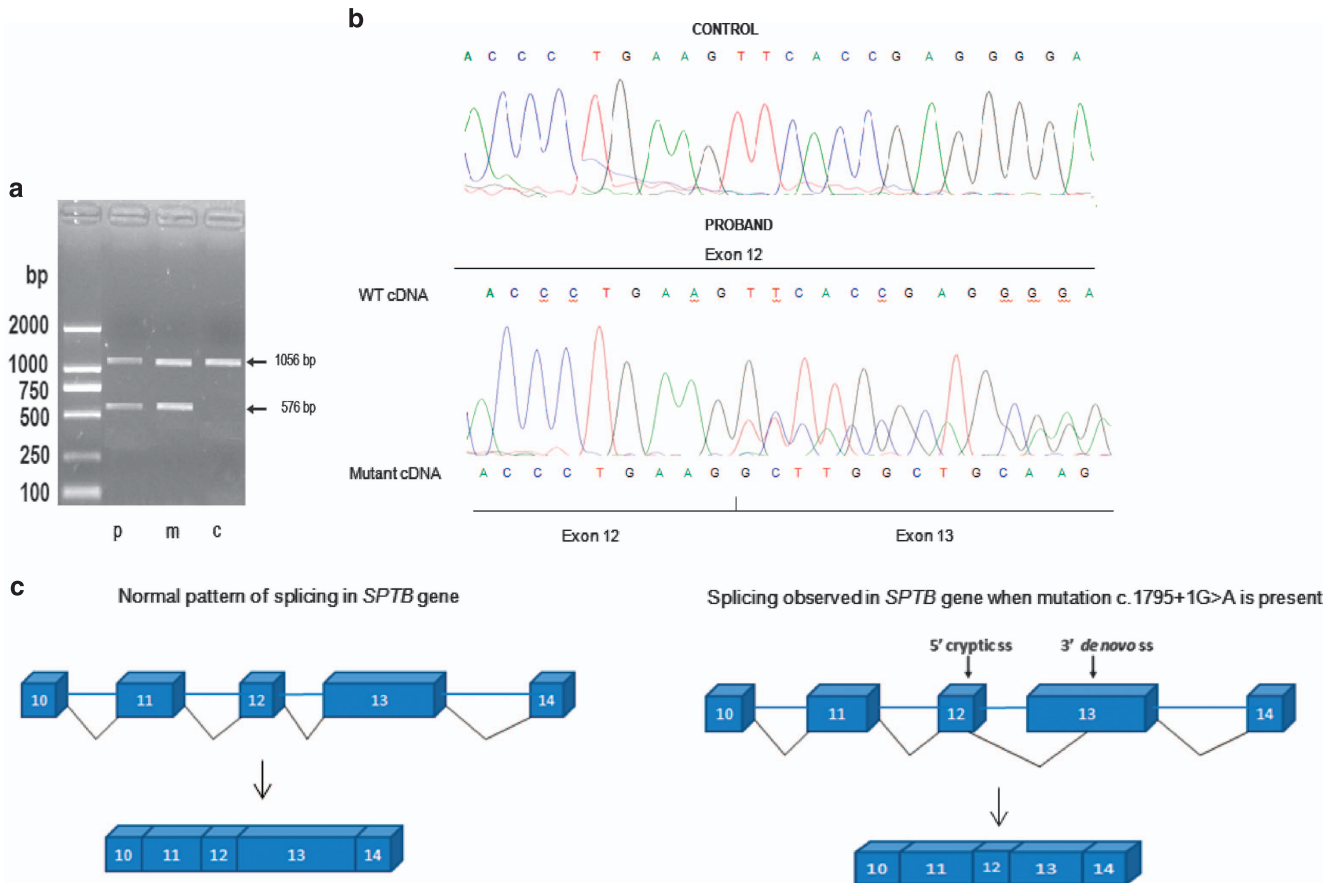 a
bp
2000
1000
750
500
250
100
1056 bp
576 bp
p m c
b
CONTROL
A C C C T G A A G T T C A C C G A G G G G A
PROBAND
Exon 12
WT cDNA A C C C T G A A G T T C A C C G A G G G G A
Mutant cDNA A C C C T G A A G G C T T G G C T G C A A G
Exon 12 Exon 13
c
Normal pattern of splicing in SPTB gene
10 11 12 13 14
10 11 12 13 14
Splicing observed in SPTB gene when mutation c.1795+1G>A is present
5' cryptic ss 3' de novo ss
10 11 12 13 14
10 11 12 13 14